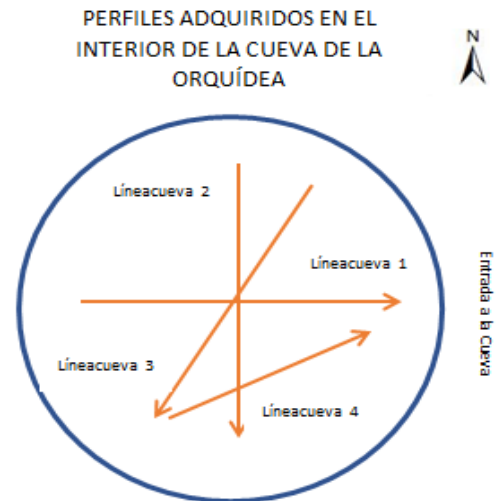 PERFILES ADQUIRIDOS EN EL
INTERIOR DE LA CUEVA DE LA
ORQUÍDEA
N
Líneacueva 2
Líneacueva 1
Entrada a la Cueva
Líneacueva 3
Líneacueva 4